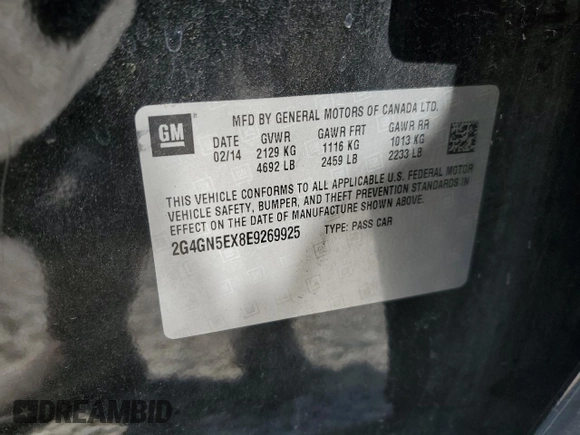 MFD BY GENERAL MOTORS OF CANADA LTD.
GM
DATE GVWR GAWR FRT GAWR RR
02/14 2129 KG 1116 KG 1013 KG
4692 LB 2459 LB 2233 LB
THIS VEHICLE CONFORMS TO ALL APPLICABLE U.S. FEDERAL MOTOR
VEHICLE SAFETY, BUMPER, AND THEFT PREVENTION STANDARDS IN
EFFECT ON THE DATE OF MANUFACTURE SHOWN ABOVE.
2G4GN5EX8E9269925 TYPE: PASS CAR
DREAMBID